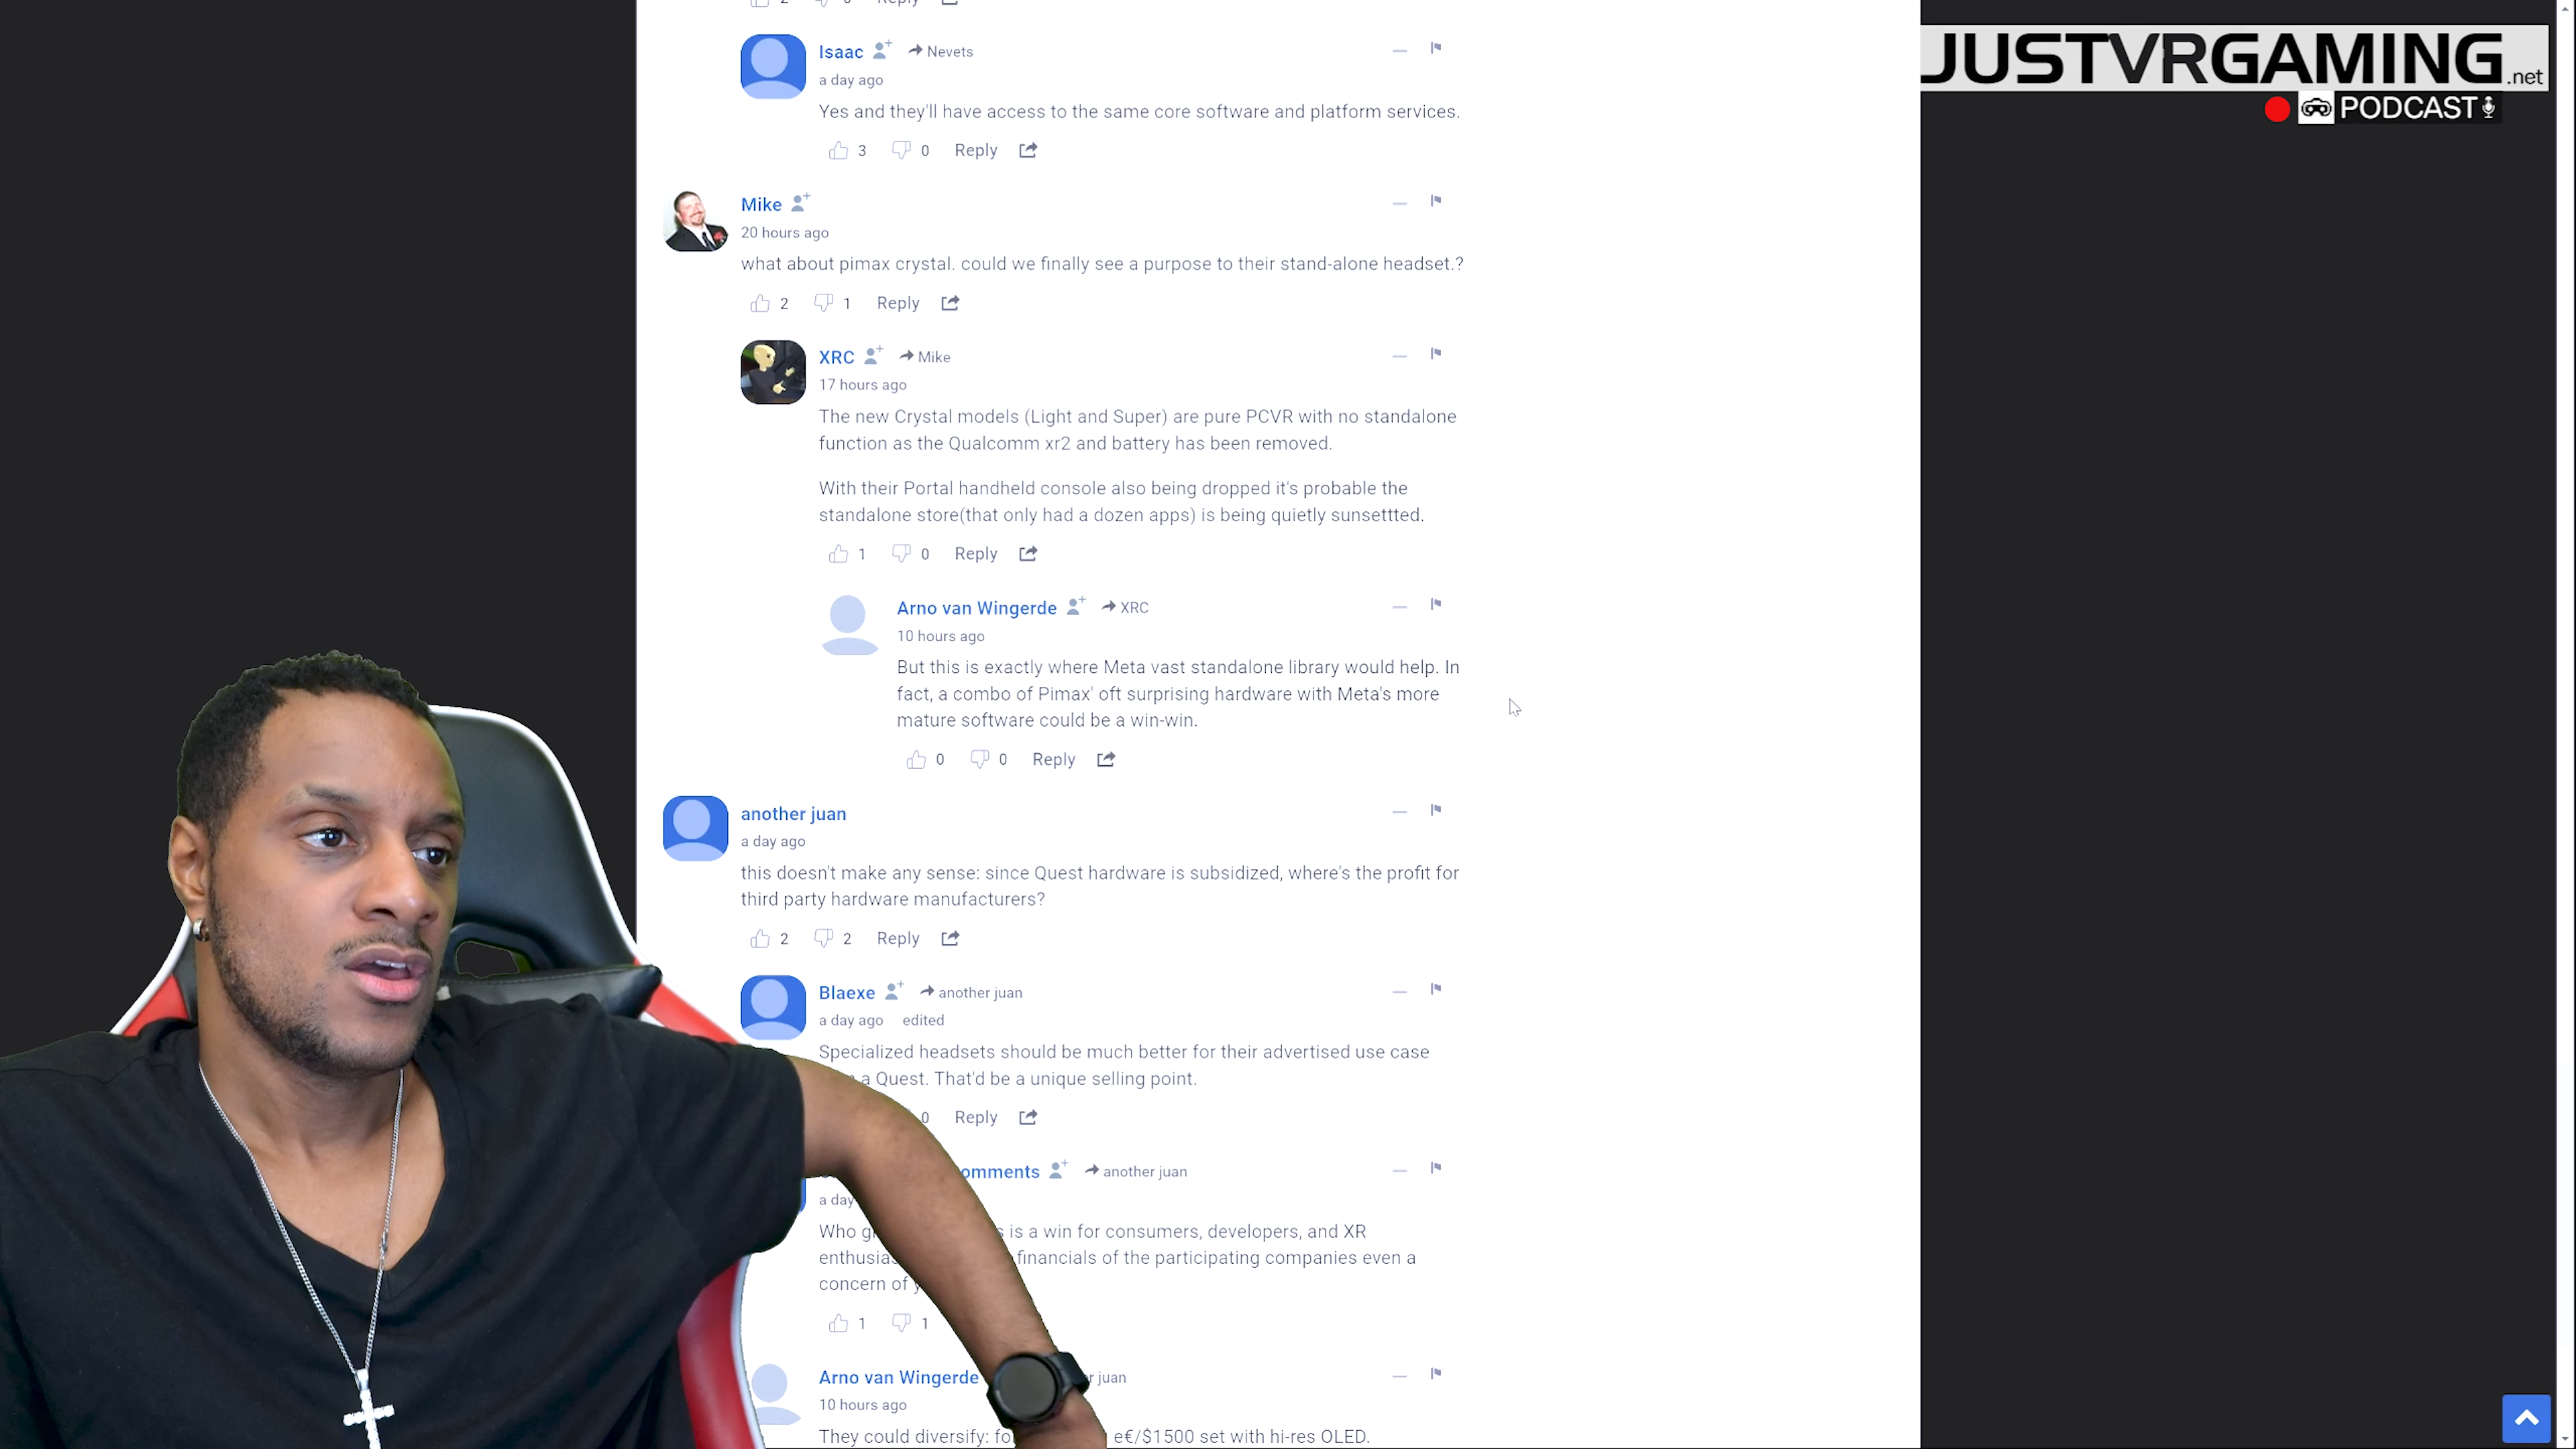 2 0 Reply
JUSTVRGAMING.net
PODCAST
Isaac Nevets
a day ago
Yes and they'll have access to the same core software and platform services.
3 0 Reply
Mike
20 hours ago
what about pimax crystal. could we finally see a purpose to their stand-alone headset.?
2 1 Reply
XRC Mike
17 hours ago
The new Crystal models (Light and Super) are pure PCVR with no standalone
function as the Qualcomm xr2 and battery has been removed.
With their Portal handheld console also being dropped it's probable the
standalone store(that only had a dozen apps) is being quietly sunsettted.
1 0 Reply
Arno van Wingerde XRC
10 hours ago
But this is exactly where Meta vast standalone library would help. In
fact, a combo of Pimax' oft surprising hardware with Meta's more
mature software could be a win-win.
0 0 Reply
another juan
a day ago
this doesn't make any sense: since Quest hardware is subsidized, where's the profit for
third party hardware manufacturers?
2 2 Reply
Blaexe another juan
a day ago edited
Specialized headsets should be much better for their advertised use case
a Quest. That'd be a unique selling point.
0 Reply
another juan
a day
Who is a win for consumers, developers, and XR
financials of the participating companies even a
concern of
1 1
Arno van Wingerde juan
10 hours ago
They could diversify: €/$1500 set with hi-res OLED.